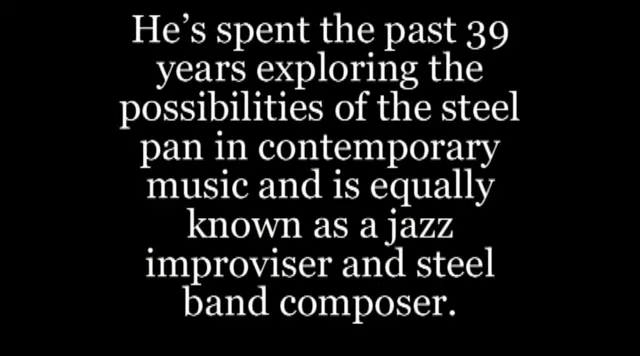 He’s spent the past 39
years exploring the
possibilities of the steel
pan in contemporary
music and is equally
known as a jazz
improviser and steel
band composer.